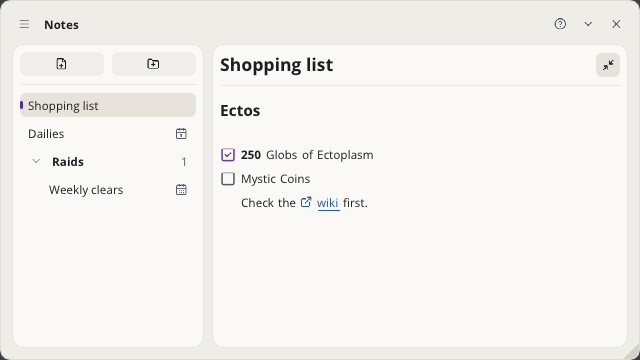 Notes
Shopping list
Dailies
Raids 1
Weekly clears
Shopping list
Ectos
250 Globs of Ectoplasm
Mystic Coins
Check the wiki first.